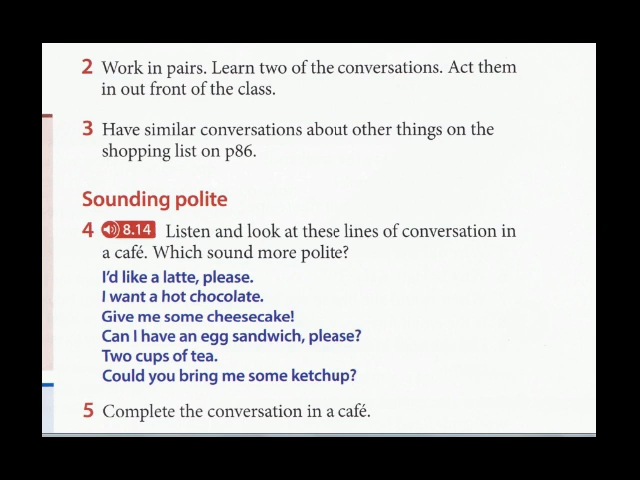 2 Work in pairs. Learn two of the conversations. Act them
in out front of the class.
3 Have similar conversations about other things on the
shopping list on p86.
Sounding polite
4 8.14 Listen and look at these lines of conversation in
a café. Which sound more polite?
I'd like a latte, please.
I want a hot chocolate.
Give me some cheesecake!
Can I have an egg sandwich, please?
Two cups of tea.
Could you bring me some ketchup?
5 Complete the conversation in a café.